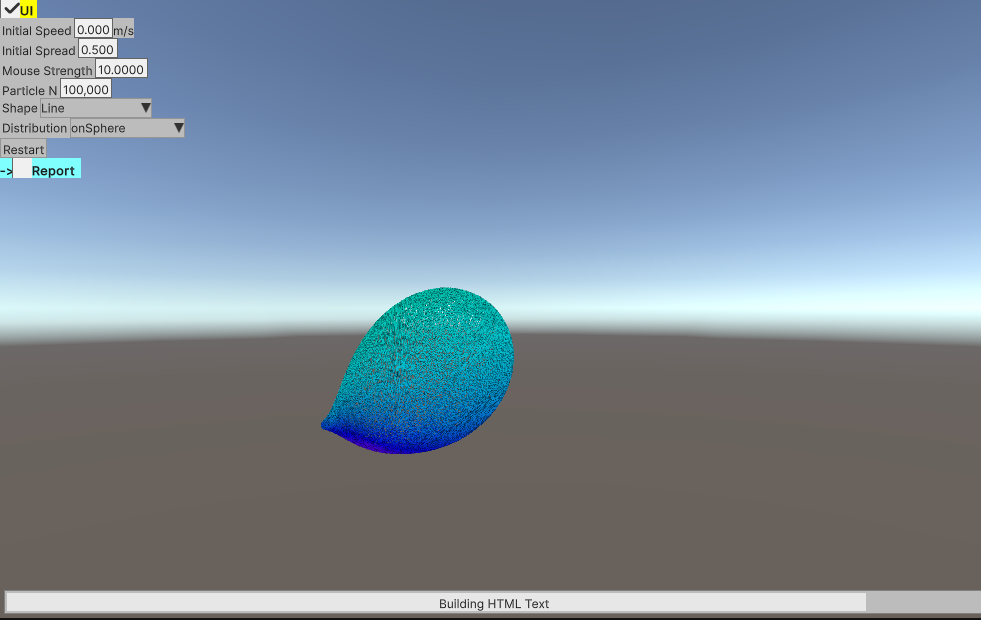 UI
Initial Speed 0.000 m/s
Initial Spread 0.500
Mouse Strength 10.0000
Particle N 100,000
Shape Line
Distribution onSphere
Restart
-> Report
Building HTML Text